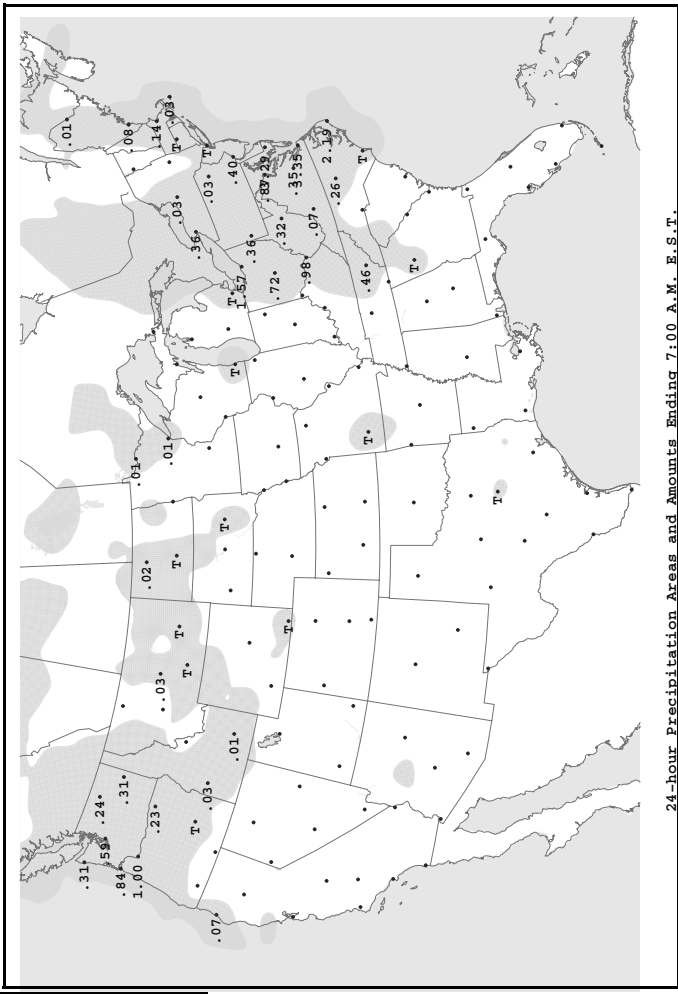 .01
.31
.24
.59
.84
.31
.08
1.00
.01
.02
.23
.14
.03
.01
.03
T
T
.03
T
T
T
.36
T
.03
.03
.07
T
.40
T
.01
T
1.57
.36
.29
.72
.32
T
.35
.98
.07
2.19
.26
T
.46
T
T
T
24-hour Precipitation Areas and Amounts Ending 7:00 A.M. E.S.T.